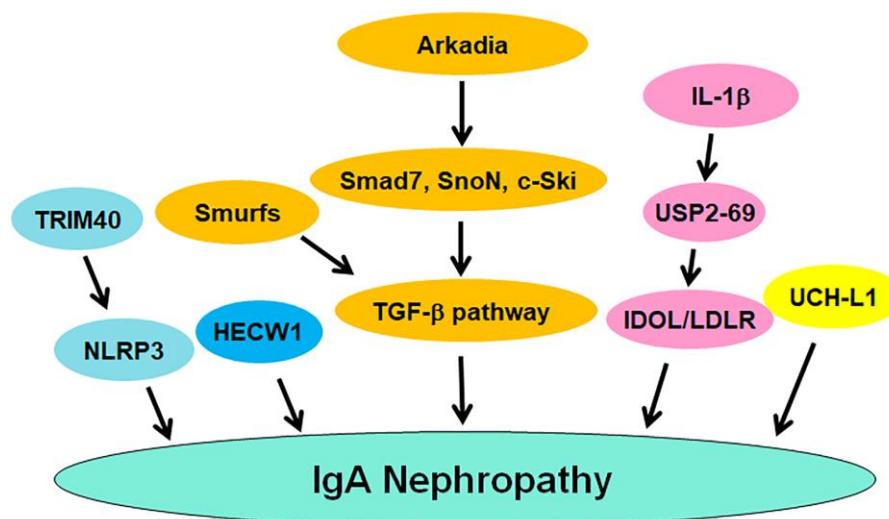 Arkadia
IL-1β
Smad7, SnoN, c-Ski
TRIM40
Smurfs
USP2-69
UCH-L1
TGF-β pathway
IDOL/LDLR
HECW1
NLRP3
IgA Nephropathy